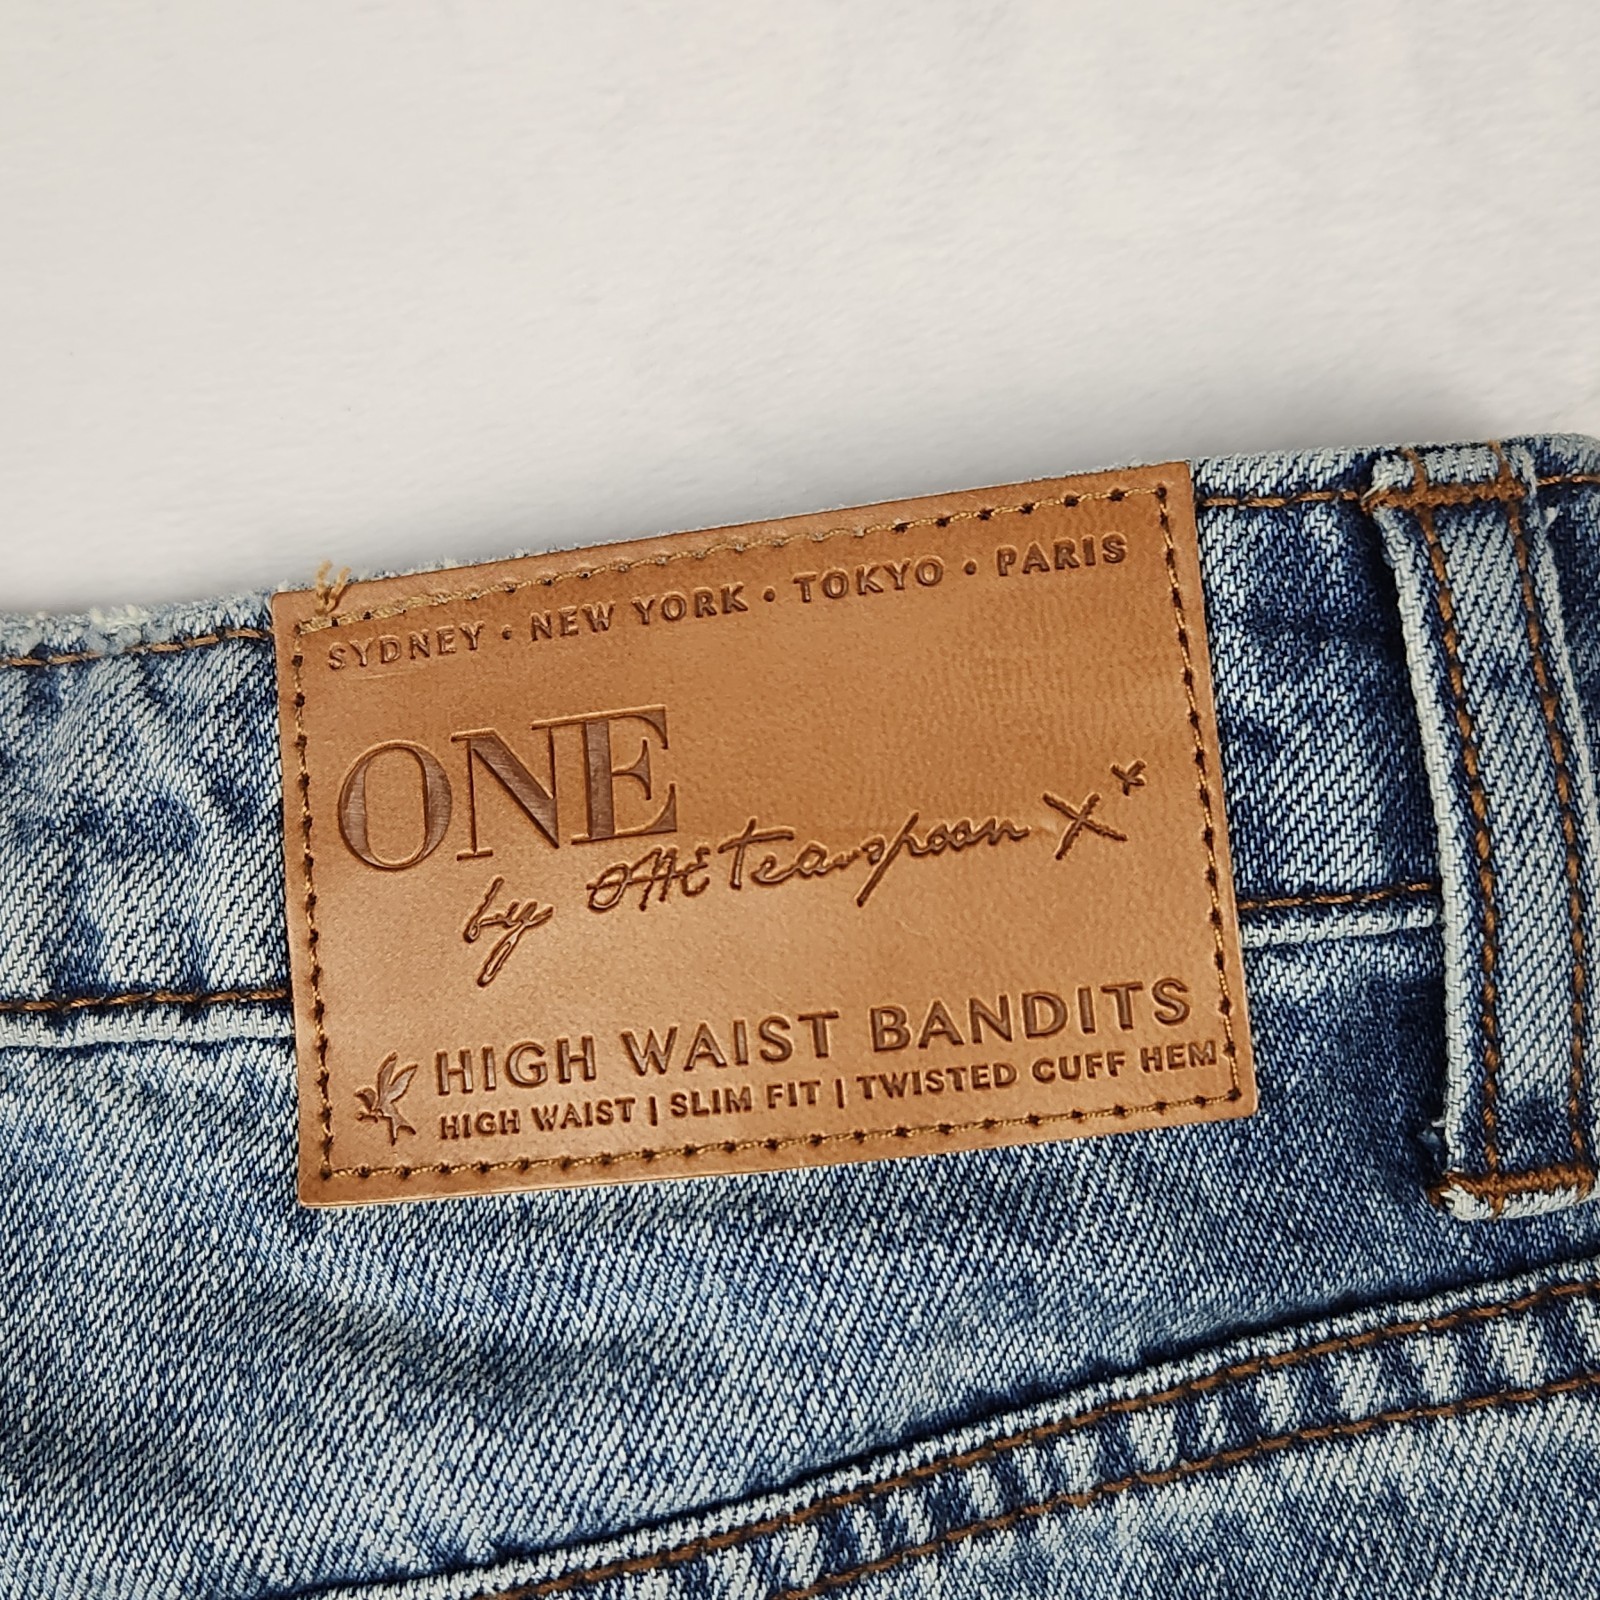 SYDNEY • NEW YORK • TOKYO • PARIS
ONE
by One Teaspoon X x
HIGH WAIST BANDITS
HIGH WAIST | SLIM FIT | TWISTED CUFF HEM